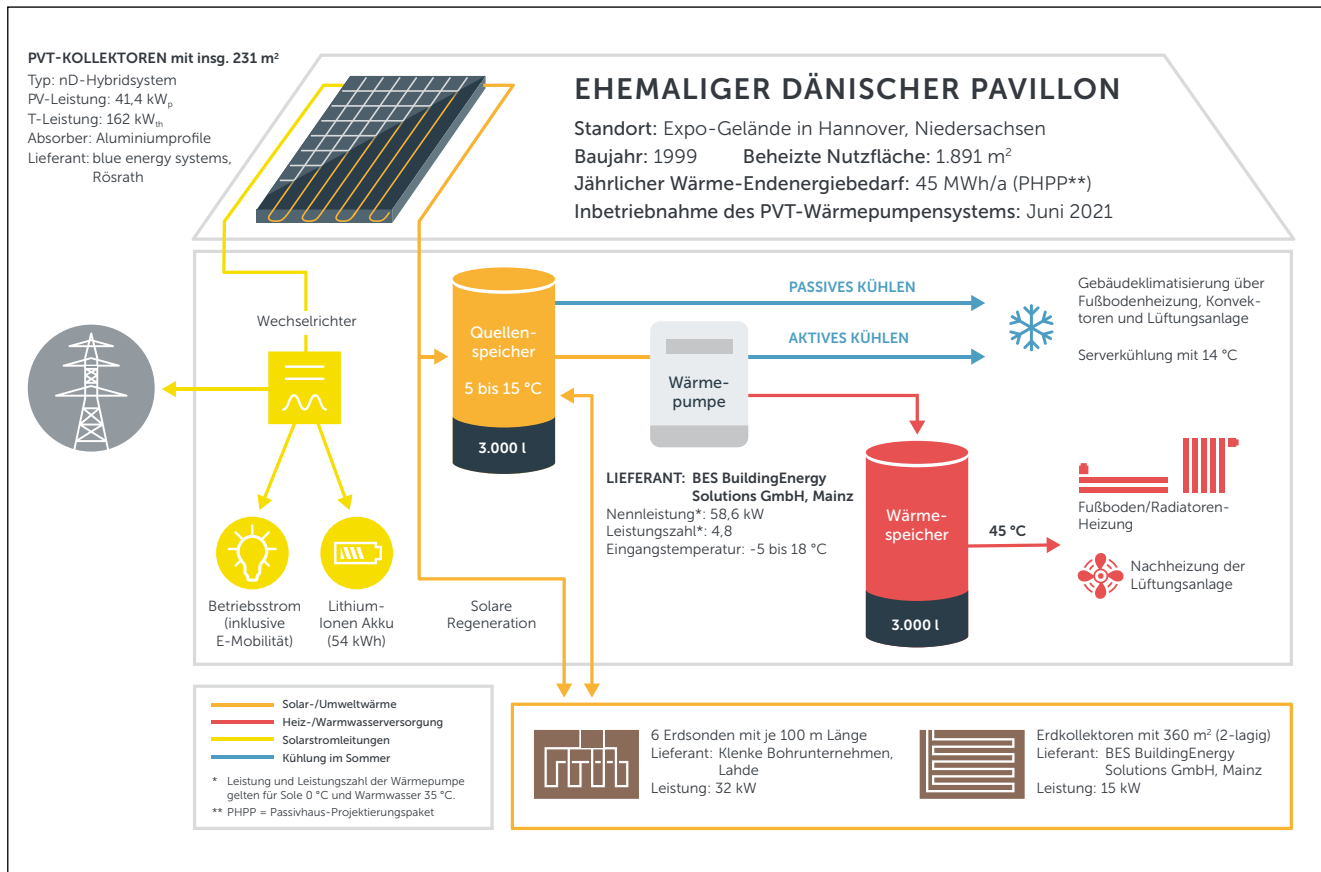 PVT-KOLLEKTOREN mit insg. 231 m²
Typ: nD-Hybridsystem
PV-Leistung: 41,4 kWₚ
T-Leistung: 162 kWₜₕ
Absorber: Aluminiumprofile
Lieferant: blue energy systems,
Rösrath
EHEMALIGER DÄNISCHER PAVILLON
Standort: Expo-Gelände in Hannover, Niedersachsen
Baujahr: 1999 Beheizte Nutzfläche: 1.891 m²
Jährlicher Wärme-Endenergiebedarf: 45 MWh/a (PHPP**)
Inbetriebnahme des PVT-Wärmepumpensystems: Juni 2021
Wechselrichter
Betriebsstrom
(inklusive
E-Mobilität)
Lithium-
Ionen Akku
(54 kWh)
Quellen-
speicher
5 bis 15 °C
3.000 l
Solare
Regeneration
PASSIVES KÜHLEN
AKTIVES KÜHLEN
Wärme-
pumpe
LIEFERANT: BES BuildingEnergy
Solutions GmbH, Mainz
Nennleistung*: 58,6 kW
Leistungszahl*: 4,8
Eingangstemperatur: -5 bis 18 °C
Wärme-
speicher
3.000 l
45 °C
Gebäudeklimatisierung über
Fußbodenheizung, Konvek-
toren und Lüftungsanlage
Serverkühlung mit 14 °C
Fußboden/Radiatoren-
Heizung
Nachheizung der
Lüftungsanlage
Solar-/Umweltwärme
Heiz-/Warmwasserversorgung
Solarstromleitungen
Kühlung im Sommer
* Leistung und Leistungszahl der Wärmepumpe
gelten für Sole 0 °C und Warmwasser 35 °C.
** PHPP = Passivhaus-Projektierungspaket
6 Erdsonden mit je 100 m Länge
Lieferant: Klenke Bohrunternehmen,
Lahde
Leistung: 32 kW
Erdkollektoren mit 360 m² (2-lagig)
Lieferant: BES BuildingEnergy
Solutions GmbH, Mainz
Leistung: 15 kW